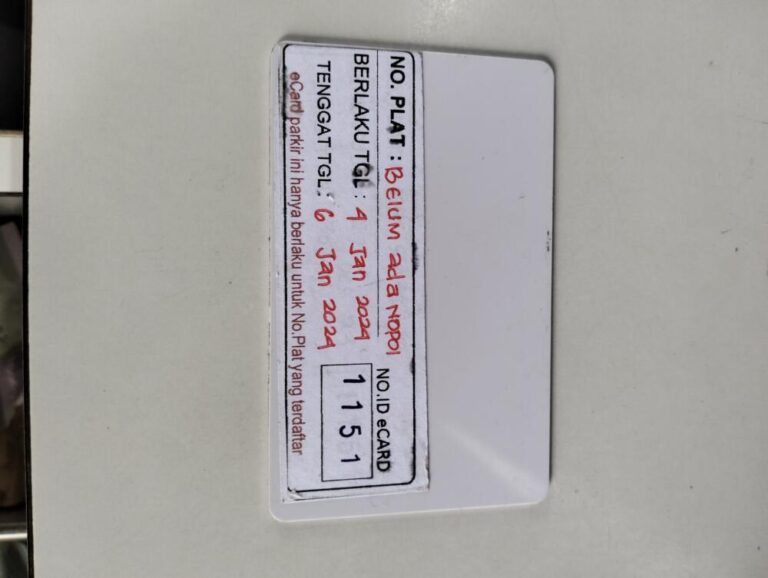 NO. PLAT : Belum ada NOPOl
BERLAKU TGL : 4 Jan 2024
TENGGAT TGL : 6 Jan 2024
NO.ID eCARD
1151
eCard parkir ini hanya berlaku untuk No.Plat yang terdaftar